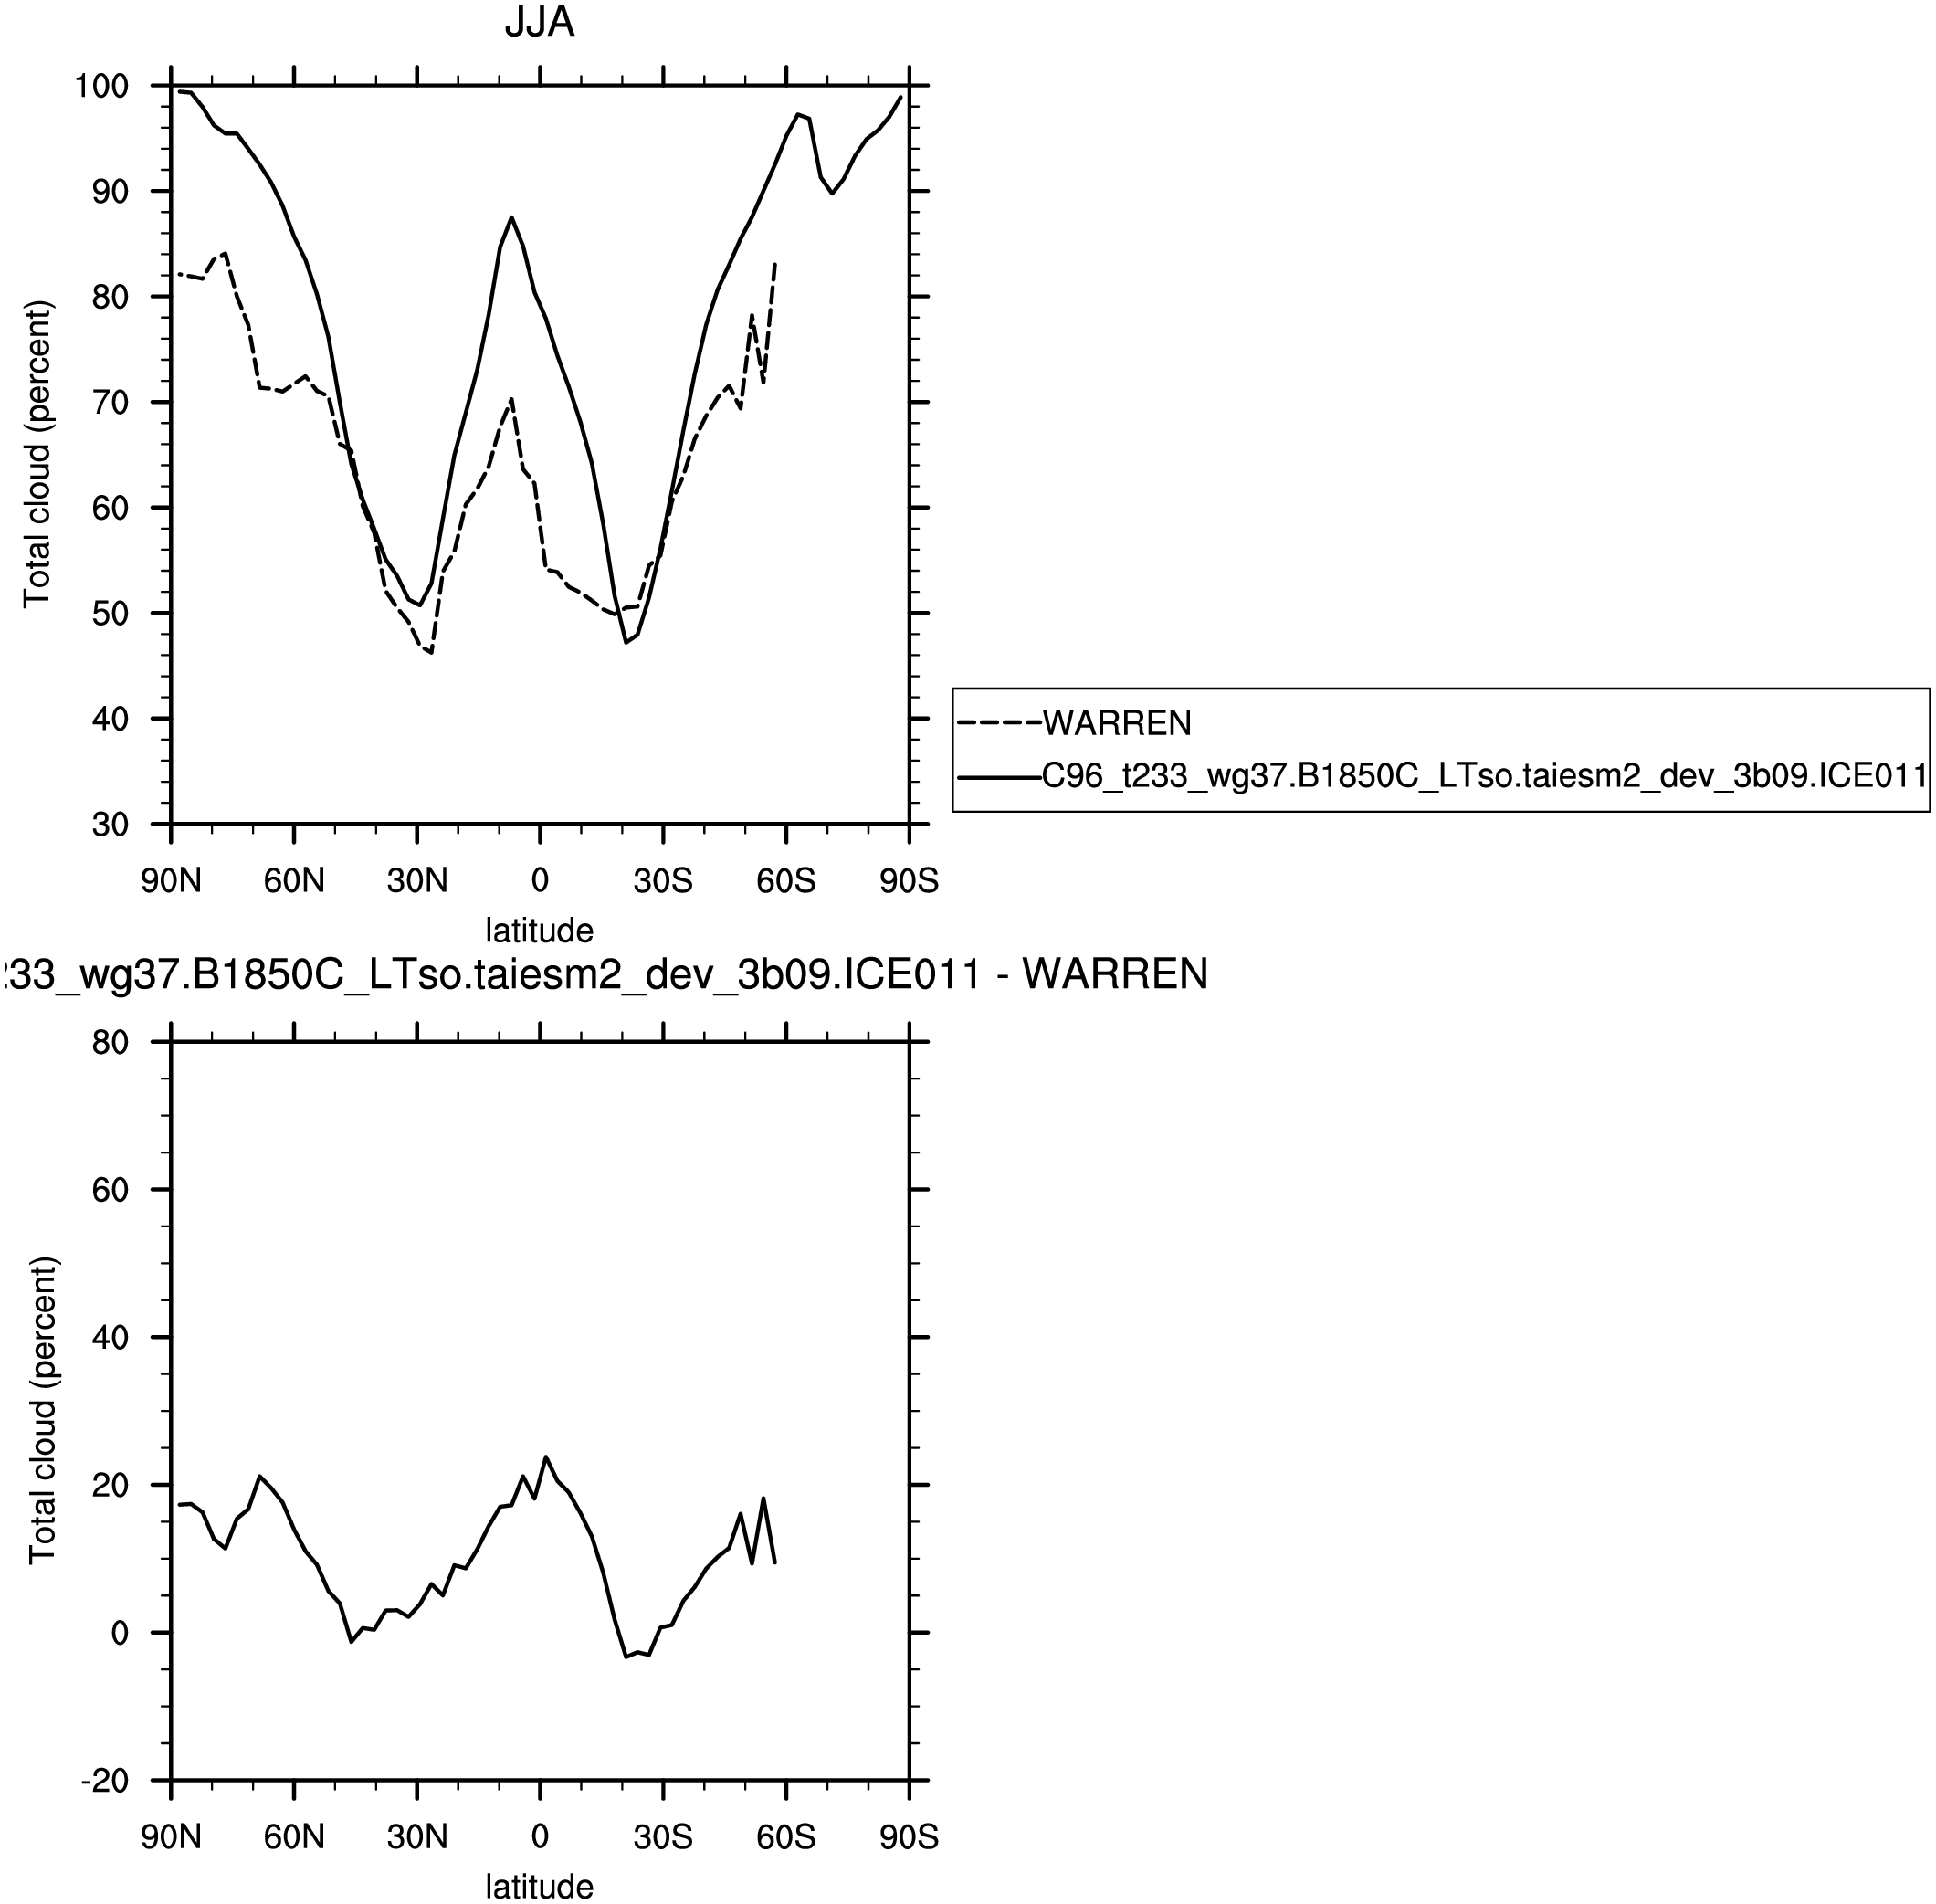 JJA
100
90
80
70
60
50
40
30
Total cloud (percent)
90N 60N 30N 0 30S 60S 90S
latitude
WARREN
C96_t233_wg37.B1850C_LTso.taiesm2_dev_3b09.ICE011
33_wg37.B1850C_LTso.taiesm2_dev_3b09.ICE011 - WARREN
80
60
40
20
0
-20
Total cloud (percent)
90N 60N 30N 0 30S 60S 90S
latitude